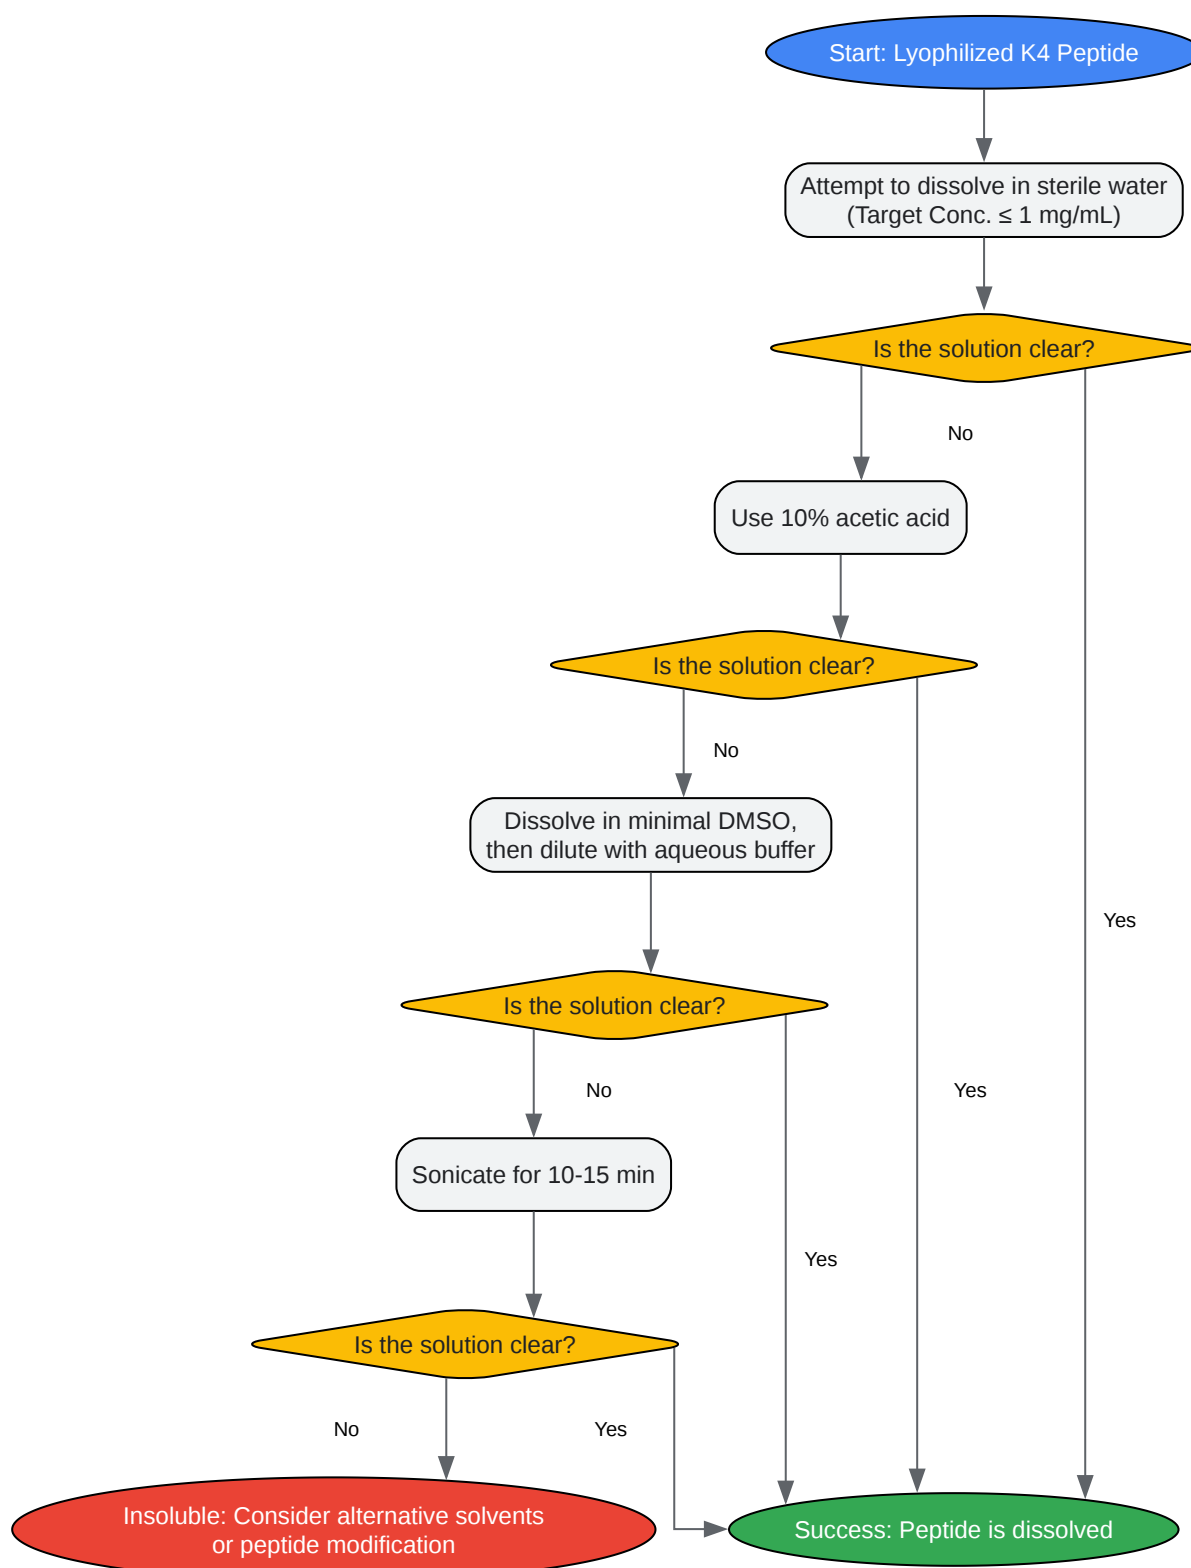 Start: Lyophilized K4 Peptide
Attempt to dissolve in sterile water
(Target Conc. ≤ 1 mg/mL)
Is the solution clear?
No
Use 10% acetic acid
Is the solution clear?
No
Dissolve in minimal DMSO,
then dilute with aqueous buffer
Yes
Is the solution clear?
No
Yes
Sonicate for 10-15 min
Yes
Is the solution clear?
No
Yes
Insoluble: Consider alternative solvents
or peptide modification
Success: Peptide is dissolved